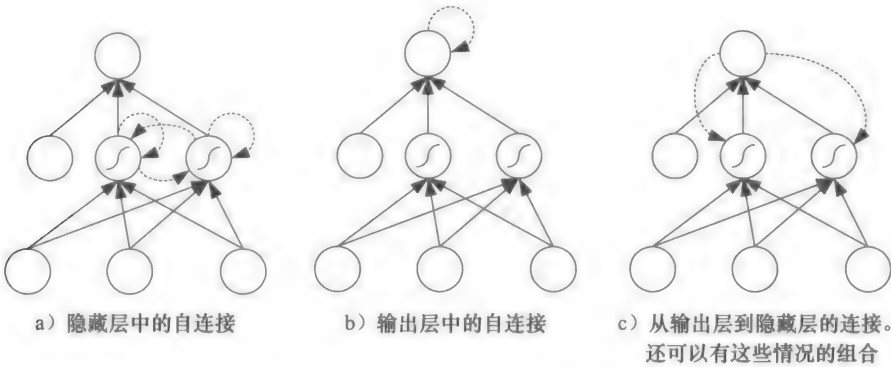 a）隐藏层中的自连接
b）输出层中的自连接
c）从输出层到隐藏层的连接。
还可以有这些情况的组合